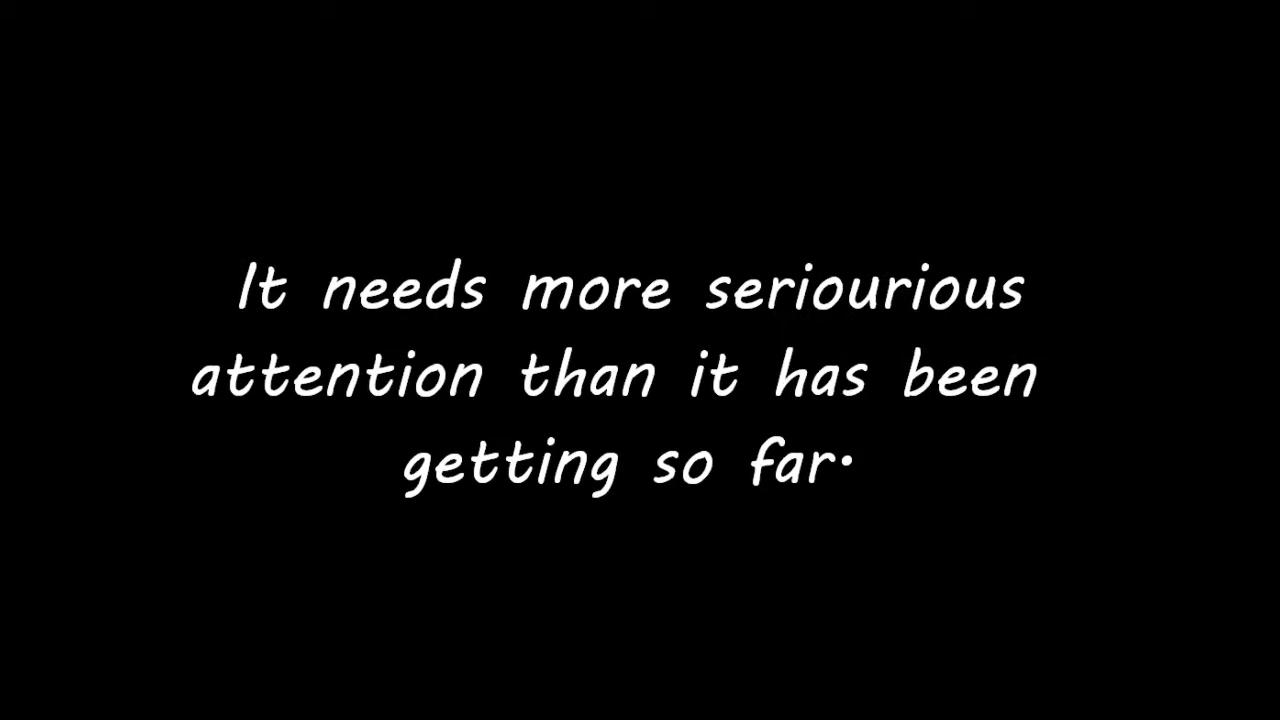 It needs more seriourious
attention than it has been
getting so far.